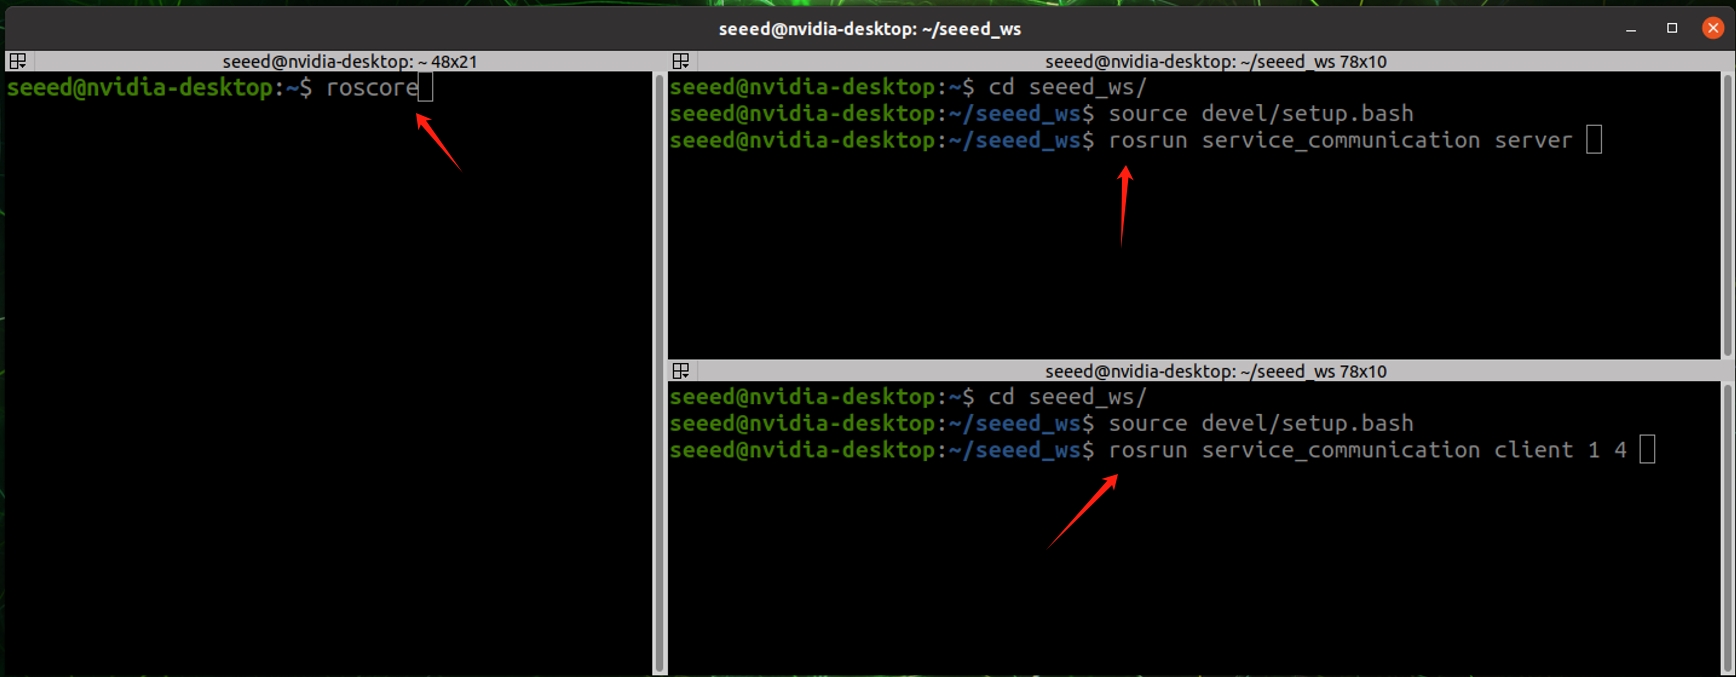 seeed@nvidia-desktop: ~/seeed_ws
seeed@nvidia-desktop: ~ 48x21
seeed@nvidia-desktop:~$ roscore
seeed@nvidia-desktop: ~/seeed_ws 78x10
seeed@nvidia-desktop:~$ cd seeed_ws/
seeed@nvidia-desktop:~/seeed_ws$ source devel/setup.bash
seeed@nvidia-desktop:~/seeed_ws$ rosrun service_communication server
seeed@nvidia-desktop: ~/seeed_ws 78x10
seeed@nvidia-desktop:~$ cd seeed_ws/
seeed@nvidia-desktop:~/seeed_ws$ source devel/setup.bash
seeed@nvidia-desktop:~/seeed_ws$ rosrun service_communication client 1 4